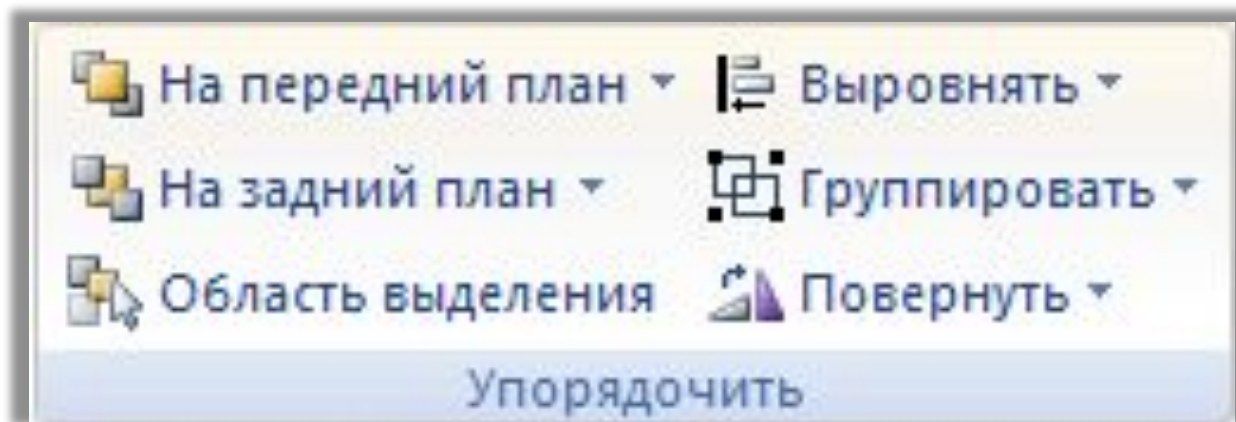 На передний план
На задний план
Область выделения
Выровнять
Группировать
Повернуть
Упорядочить